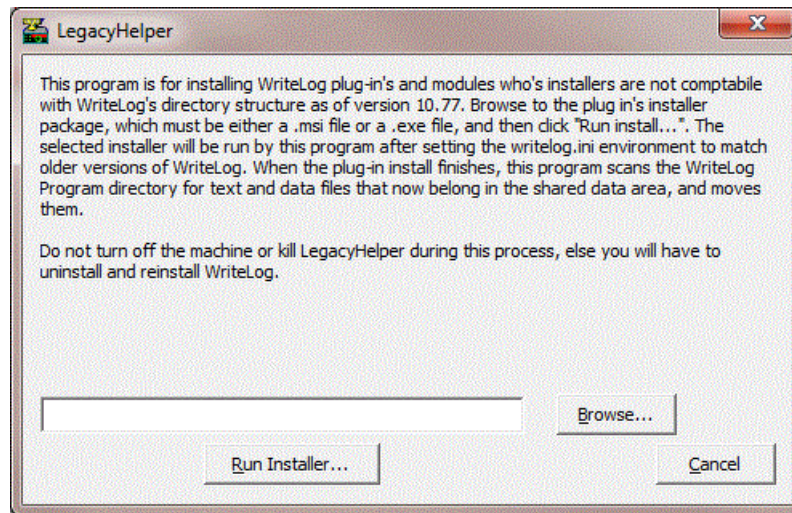 LegacyHelper
This program is for installing WriteLog plug-in's and modules who's installers are not comptabile
with WriteLog's directory structure as of version 10.77. Browse to the plug in's installer
package, which must be either a .msi file or a .exe file, and then click "Run install...". The
selected installer will be run by this program after setting the writelog.ini environment to match
older versions of WriteLog. When the plug-in install finishes, this program scans the WriteLog
Program directory for text and data files that now belong in the shared data area, and moves
them.
Do not turn off the machine or kill LegacyHelper during this process, else you will have to
uninstall and reinstall WriteLog.
Browse...
Run Installer...
Cancel